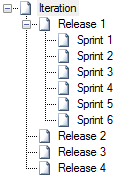 Iteration
Release 1
Sprint 1
Sprint 2
Sprint 3
Sprint 4
Sprint 5
Sprint 6
Release 2
Release 3
Release 4